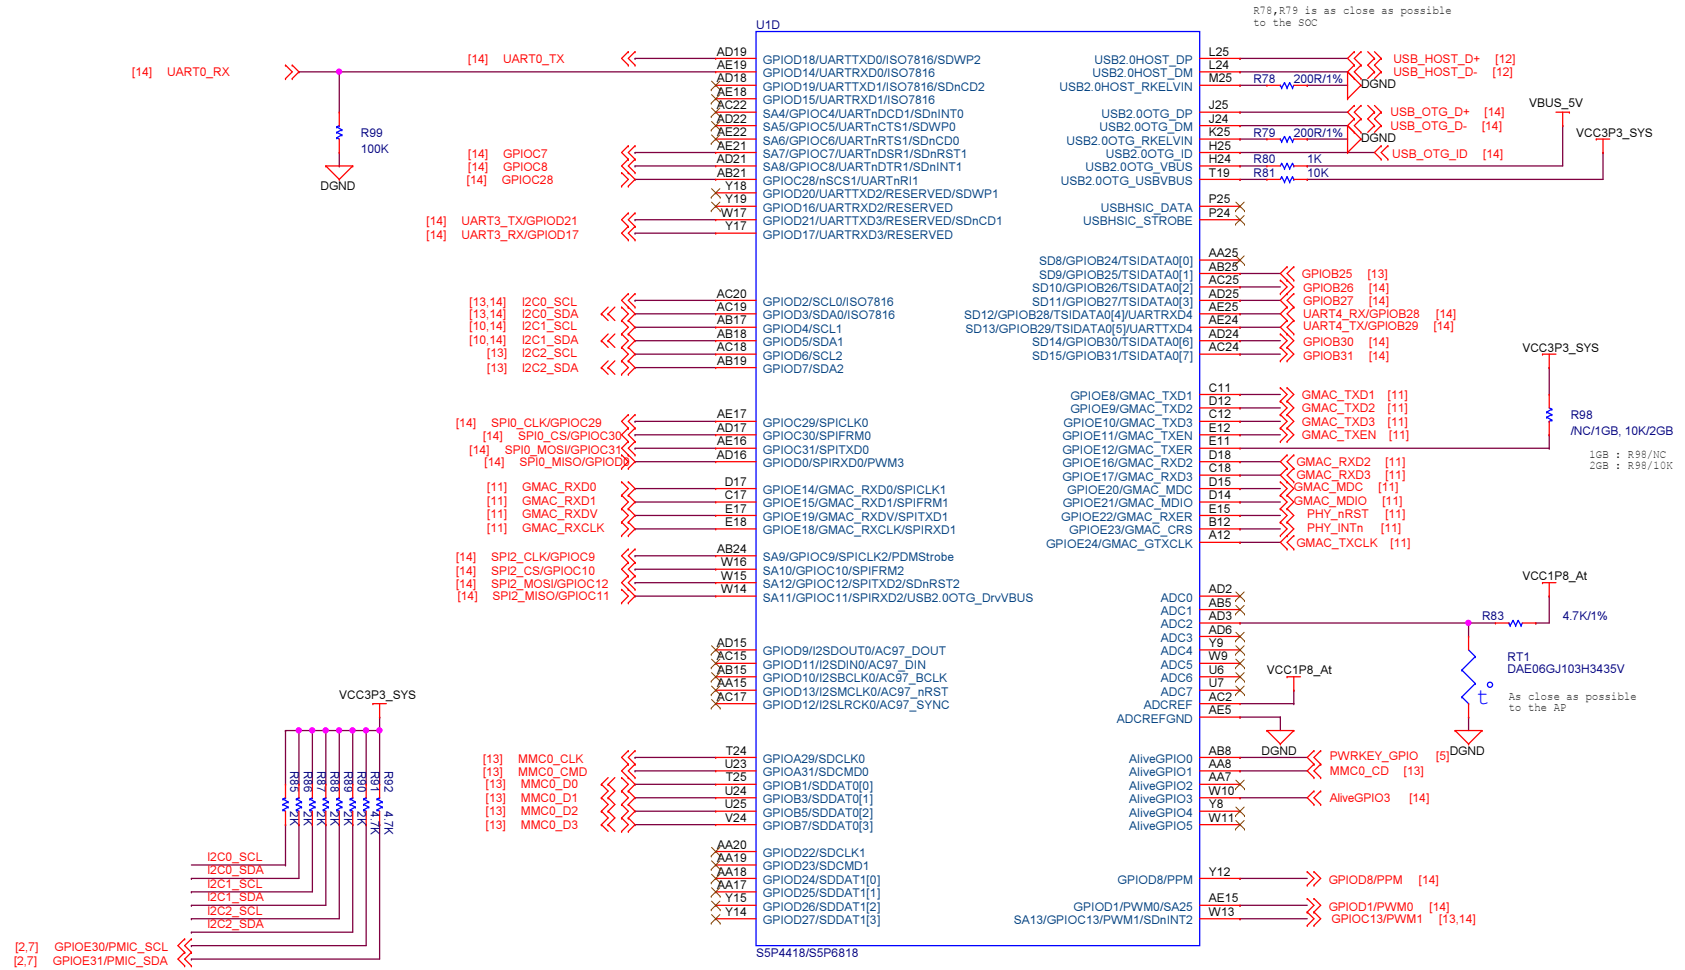 R78,R79 is as close as possible
to the SOC
U1D
[14] UART0_RX
R99
100K
DGND
[14] UART0_TX AD19 GPIOD18/UARTTXD0/ISO7816/SDWP2
AE19 GPIOD14/UARTRXD0/ISO7816
AD18 GPIOD19/UARTTXD1/ISO7816/SDnCD2
AE18 GPIOD15/UARTRXD1/ISO7816
AC22 SA4/GPIOC4/UARTnDCD1/SDnINT0
AD22 SA5/GPIOC5/UARTnCTS1/SDWP0
AE22 SA6/GPIOC6/UARTnRTS1/SDnCD0
[14] GPIOC7 AE21 SA7/GPIOC7/UARTnDSR1/SDnRST1
[14] GPIOC8 AD21 SA8/GPIOC8/UARTnDTR1/SDnINT1
[14] GPIOC28 AB21 GPIOC28/nSCS1/UARTnRI1
Y18 GPIOD20/UARTTXD2/RESERVED/SDWP1
Y19 GPIOD16/UARTRXD2/RESERVED
[14] UART3_TX/GPIOD21 W17 GPIOD21/UARTTXD3/RESERVED/SDnCD1
[14] UART3_RX/GPIOD17 Y17 GPIOD17/UARTRXD3/RESERVED
[13,14] I2C0_SCL AC20 GPIOD2/SCL0/ISO7816
[13,14] I2C0_SDA AC19 GPIOD3/SDA0/ISO7816
[10,14] I2C1_SCL AB17 GPIOD4/SCL1
[10,14] I2C1_SDA AB18 GPIOD5/SDA1
[13] I2C2_SCL AC18 GPIOD6/SCL2
[13] I2C2_SDA AB19 GPIOD7/SDA2
[14] SPI0_CLK/GPIOC29 AE17 GPIOC29/SPICLK0
[14] SPI0_CS/GPIOC30 AD17 GPIOC30/SPIFRM0
[14] SPI0_MOSI/GPIOC31 AE16 GPIOC31/SPITXD0
[14] SPI0_MISO/GPIOD0 AD16 GPIOD0/SPIRXD0/PWM3
[11] GMAC_RXD0 D17 GPIOE14/GMAC_RXD0/SPICLK1
[11] GMAC_RXD1 C17 GPIOE15/GMAC_RXD1/SPIFRM1
[11] GMAC_RXDV E17 GPIOE19/GMAC_RXDV/SPITXD1
[11] GMAC_RXCLK E18 GPIOE18/GMAC_RXCLK/SPIRXD1
[14] SPI2_CLK/GPIOC9 AB24 SA9/GPIOC9/SPICLK2/PDMStrobe
[14] SPI2_CS/GPIOC10 W16 SA10/GPIOC10/SPIFRM2
[14] SPI2_MOSI/GPIOC12 W15 SA12/GPIOC12/SPITXD2/SDnRST2
[14] SPI2_MISO/GPIOC11 W14 SA11/GPIOC11/SPIRXD2/USB2.0OTG_DrvVBUS
AD15 GPIOD9/I2SDOUT0/AC97_DOUT
AC15 GPIOD11/I2SDIN0/AC97_DIN
AB15 GPIOD10/I2SBCLK0/AC97_BCLK
AA15 GPIOD13/I2SMCLK0/AC97_nRST
AC17 GPIOD12/I2SLRCK0/AC97_SYNC
[13] MMC0_CLK T24 GPIOA29/SDCLK0
[13] MMC0_CMD U23 GPIOA31/SDCMD0
[13] MMC0_D0 T25 GPIOB1/SDDAT0[0]
[13] MMC0_D1 U24 GPIOB3/SDDAT0[1]
[13] MMC0_D2 U25 GPIOB5/SDDAT0[2]
[13] MMC0_D3 V24 GPIOB7/SDDAT0[3]
AA20 GPIOD22/SDCLK1
AA19 GPIOD23/SDCMD1
AA18 GPIOD24/SDDAT1[0]
AA17 GPIOD25/SDDAT1[1]
Y15 GPIOD26/SDDAT1[2]
Y14 GPIOD27/SDDAT1[3]
S5P4418/S5P6818
VCC3P3_SYS
R85 2K
R86 2K
R87 2K
R88 2K
R89 2K
R90 2K
R91 4.7K
R92 4.7K
I2C0_SCL
I2C0_SDA
I2C1_SCL
I2C1_SDA
I2C2_SCL
I2C2_SDA
[2,7] GPIOE30/PMIC_SCL
[2,7] GPIOE31/PMIC_SDA
USB2.0HOST_DP L25 USB_HOST_D+ [12]
USB2.0HOST_DM L24 USB_HOST_D- [12]
USB2.0HOST_RKELVIN M25 R78 200R/1% DGND
USB2.0OTG_DP J25 USB_OTG_D+ [14]
USB2.0OTG_DM J24 USB_OTG_D- [14]
USB2.0OTG_RKELVIN K25 R79 200R/1% DGND
USB2.0OTG_ID H25 USB_OTG_ID [14]
USB2.0OTG_VBUS H24 R80 1K VBUS_5V
USB2.0OTG_USBVBUS T19 R81 10K VCC3P3_SYS
USBHSIC_DATA P25
USBHSIC_STROBE P24
SD8/GPIOB24/TSIDATA0[0] AA25
SD9/GPIOB25/TSIDATA0[1] AB25 GPIOB25 [13]
SD10/GPIOB26/TSIDATA0[2] AC25 GPIOB26 [14]
SD11/GPIOB27/TSIDATA0[3] AD25 GPIOB27 [14]
SD12/GPIOB28/TSIDATA0[4]/UARTRXD4 AE25 UART4_RX/GPIOB28 [14]
SD13/GPIOB29/TSIDATA0[5]/UARTTXD4 AE24 UART4_TX/GPIOB29 [14]
SD14/GPIOB30/TSIDATA0[6] AD24 GPIOB30 [14]
SD15/GPIOB31/TSIDATA0[7] AC24 GPIOB31 [14]
GPIOE8/GMAC_TXD1 C11 GMAC_TXD1 [11]
GPIOE9/GMAC_TXD2 D12 GMAC_TXD2 [11]
GPIOE10/GMAC_TXD3 C12 GMAC_TXD3 [11]
GPIOE11/GMAC_TXEN E12 GMAC_TXEN [11]
GPIOE12/GMAC_TXER E11
GPIOE16/GMAC_RXD2 D18 GMAC_RXD2 [11]
GPIOE17/GMAC_RXD3 C18 GMAC_RXD3 [11]
GPIOE20/GMAC_MDC D15 GMAC_MDC [11]
GPIOE21/GMAC_MDIO D14 GMAC_MDIO [11]
GPIOE22/GMAC_RXER E15 PHY_nRST [11]
GPIOE23/GMAC_CRS B12 PHY_INTn [11]
GPIOE24/GMAC_GTXCLK A12 GMAC_TXCLK [11]
VCC3P3_SYS
R98
/NC/1GB, 10K/2GB
1GB : R98/NC
2GB : R98/10K
ADC0 AD2
ADC1 AB5
ADC2 AD3
ADC3 AD6
ADC4 Y9
ADC5 W9
ADC6 U6
ADC7 U7
ADCREF AC2 VCC1P8_At
ADCREFGND AE5 DGND
VCC1P8_At
R83 4.7K/1%
RT1
DAE06GJ103H3435V
t°
As close as possible
to the AP
DGND
AliveGPIO0 AB8 PWRKEY_GPIO [5]
AliveGPIO1 AA8 MMC0_CD [13]
AliveGPIO2 AA7
AliveGPIO3 W10 AliveGPIO3 [14]
AliveGPIO4 Y8
AliveGPIO5 W11
GPIOD8/PPM Y12 GPIOD8/PPM [14]
GPIOD1/PWM0/SA25 AE15 GPIOD1/PWM0 [14]
SA13/GPIOC13/PWM1/SDnINT2 W13 GPIOC13/PWM1 [13,14]